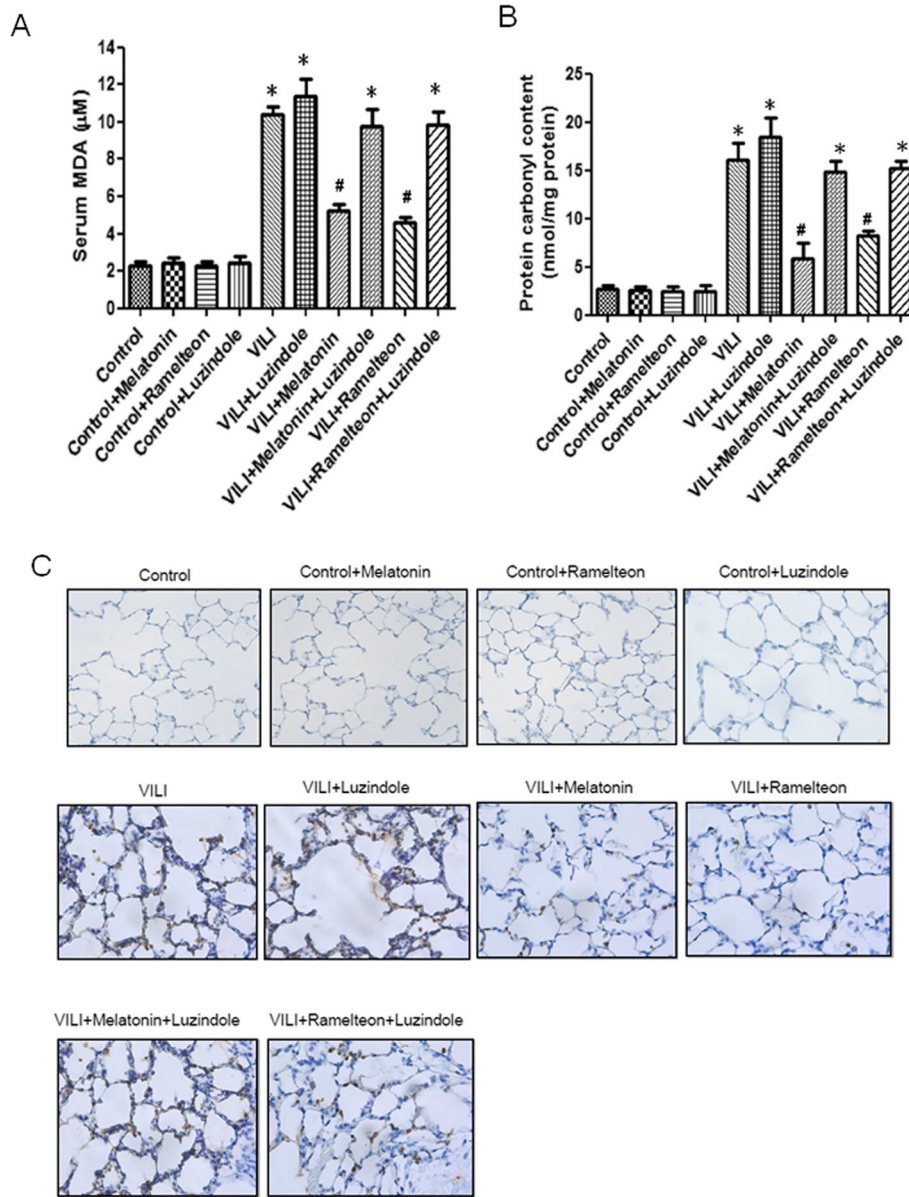 A
Serum MDA (µM)
14
12
10
8
6
4
2
0
* * # * # *
Control
Control+Melatonin
Control+Ramelteon
Control+Luzindole
VILI
VILI+Luzindole
VILI+Melatonin
VILI+Melatonin+Luzindole
VILI+Ramelteon
VILI+Ramelteon+Luzindole
B
Protein carbonyl content
(nmol/mg protein)
25
20
15
10
5
0
* * # * # *
Control
Control+Melatonin
Control+Ramelteon
Control+Luzindole
VILI
VILI+Luzindole
VILI+Melatonin
VILI+Melatonin+Luzindole
VILI+Ramelteon
VILI+Ramelteon+Luzindole
C
Control
Control+Melatonin
Control+Ramelteon
Control+Luzindole
VILI
VILI+Luzindole
VILI+Melatonin
VILI+Ramelteon
VILI+Melatonin+Luzindole
VILI+Ramelteon+Luzindole